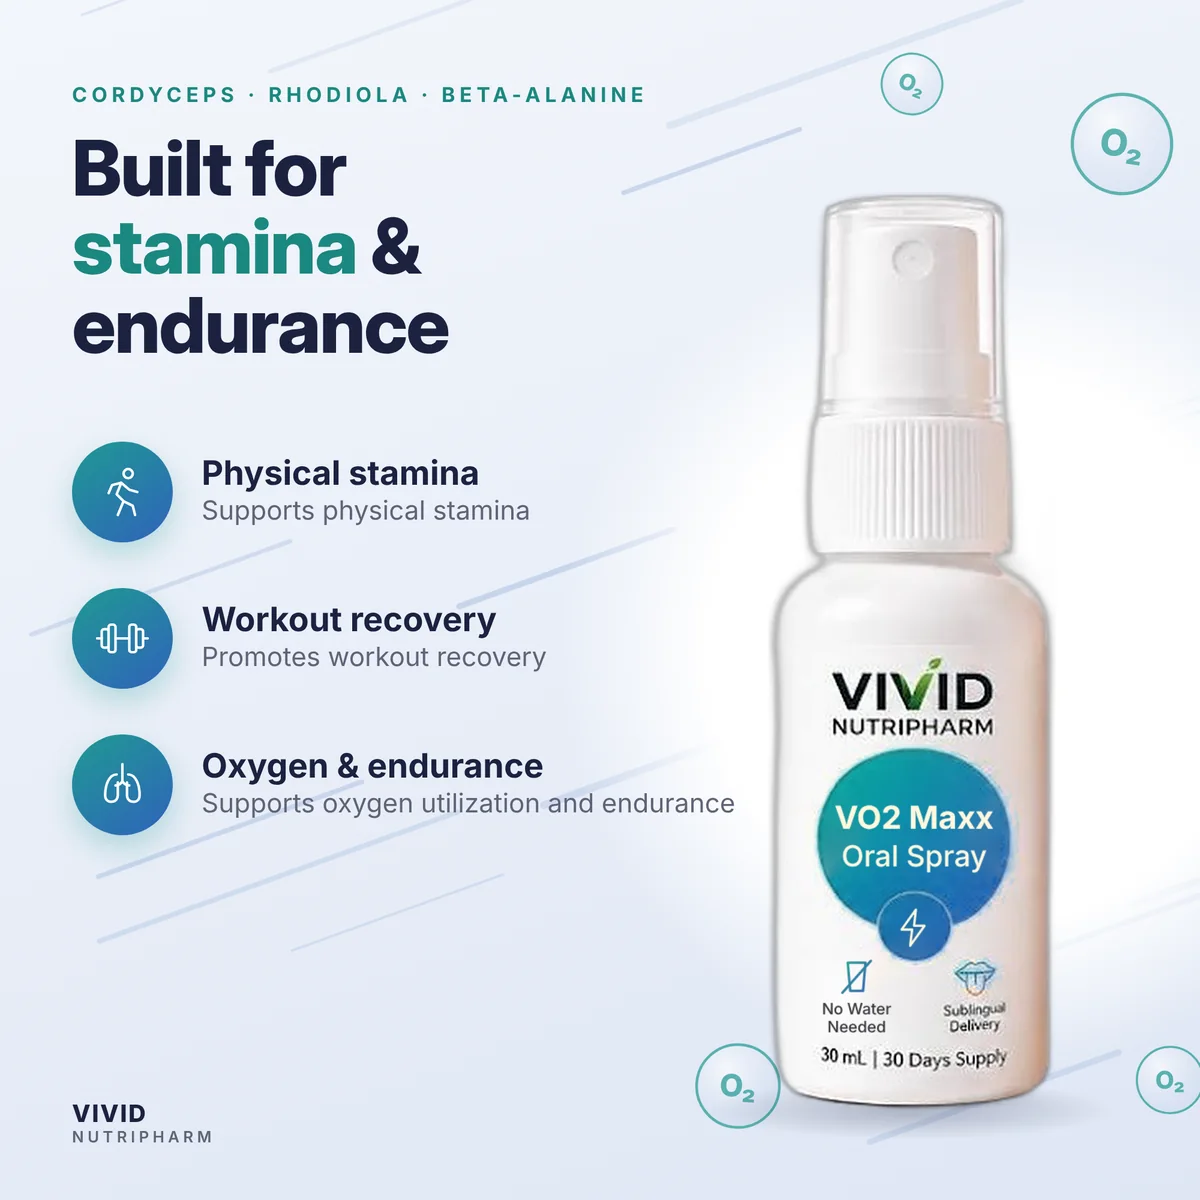 CORDYCEPS · RHODIOLA · BETA-ALANINE
Built for
stamina &
endurance
Physical stamina
Supports physical stamina
Workout recovery
Promotes workout recovery
Oxygen & endurance
Supports oxygen utilization and endurance
VIVID
NUTRIPHARM
O₂
O₂
VIVID
NUTRIPHARM
VO2 Maxx
Oral Spray
No Water
Needed
Sublingual
Delivery
30 mL | 30 Days Supply
O₂
O₂